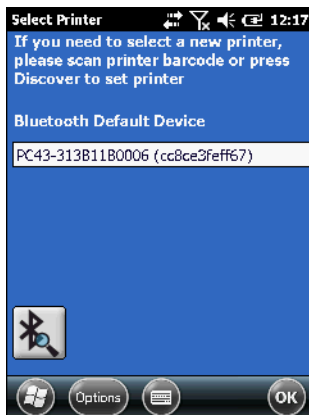 Select Printer 12:17
If you need to select a new printer,
please scan printer barcode or press
Discover to set printer
Bluetooth Default Device
PC43-313B11B0006 (cc8ce3feff67)
Options OK